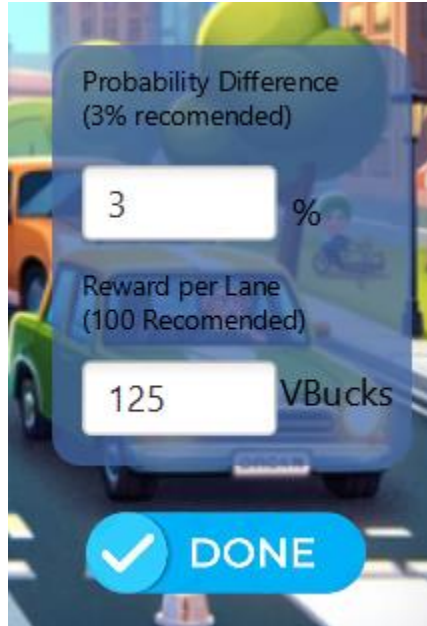 Probability Difference
(3% recomended)
3
%
Reward per Lane
(100 Recomended)
125
VBucks
DONE